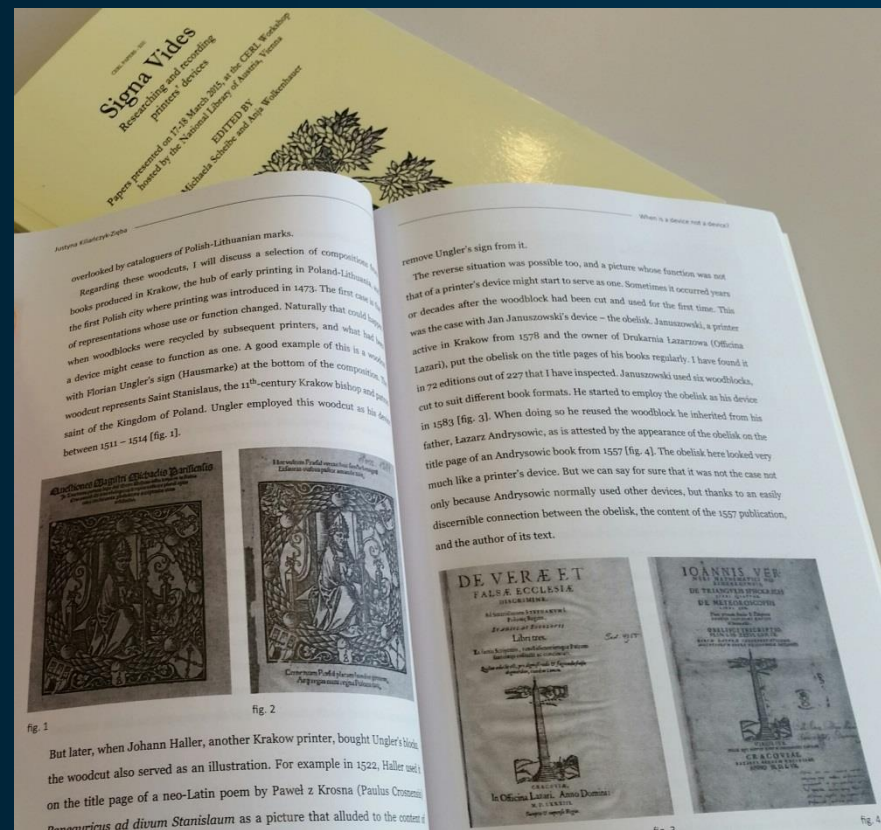 CERL PAPERS · XIII
Signa Vides
Researching and recording
printers' devices
Papers presented on 17-18 March 2015, at the CERL Workshop
hosted by the National Library of Austria, Vienna
EDITED BY
Michaela Scheibe and Anja Wolkenhauer
Justyna Kiliańczyk-Zięba
overlooked by cataloguers of Polish-Lithuanian marks.
Regarding these woodcuts, I will discuss a selection of compositions
books produced in Krakow, the hub of early printing in Poland-Lithuania,
the first Polish city where printing was introduced in 1473. The first case is
of representations whose use or function changed. Naturally that could happen
when woodblocks were recycled by subsequent printers, and what had been
a device might cease to function as one. A good example of this is a woodcut
with Florian Ungler's sign (Hausmarke) at the bottom of the composition. The
woodcut represents Saint Stanislaus, the 11th-century Krakow bishop and patron
saint of the Kingdom of Poland. Ungler employed this woodcut as his device
between 1511 – 1514 [fig. 1].
fig. 1
fig. 2
But later, when Johann Haller, another Krakow printer, bought Ungler's blocks,
the woodcut also served as an illustration. For example in 1522, Haller used it
on the title page of a neo-Latin poem by Paweł z Krosna (Paulus Crosnensis)
Panegyricus ad divum Stanislaum as a picture that alluded to the content of
When is a device not a device?
remove Ungler's sign from it.
The reverse situation was possible too, and a picture whose function was not
that of a printer's device might start to serve as one. Sometimes it occurred years
or decades after the woodblock had been cut and used for the first time. This
was the case with Jan Januszowski's device – the obelisk. Januszowski, a printer
active in Krakow from 1578 and the owner of Drukarnia Łazarzowa (Officina
Lazari), put the obelisk on the title pages of his books regularly. I have found it
in 72 editions out of 227 that I have inspected. Januszowski used six woodblocks,
cut to suit different book formats. He started to employ the obelisk as his device
in 1583 [fig. 3]. When doing so he reused the woodblock he inherited from his
father, Łazarz Andrysowic, as is attested by the appearance of the obelisk on the
title page of an Andrysowic book from 1557 [fig. 4]. The obelisk here looked very
much like a printer's device. But we can say for sure that it was not the case not
only because Andrysowic normally used other devices, but thanks to an easily
discernible connection between the obelisk, the content of the 1557 publication,
and the author of its text.
DE VERÆ ET
FALSÆ ECCLESIÆ
DISCRIMINE.
Libri tres.
CRACOVIÆ,
In Officina Lazari, Anno Domini:
IOANNIS VER
DE TRIANGVLIS SPHÆRICIS
DE METEOROSCOPIIS
CRACOVIAE
fig. 4